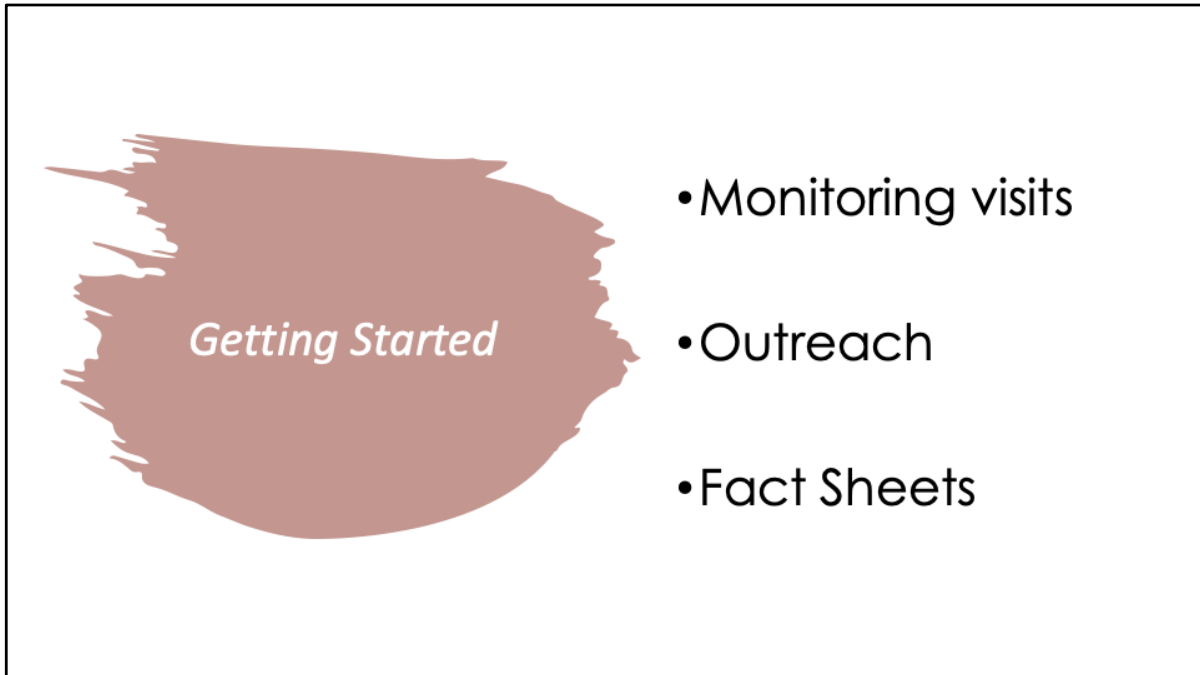 Getting Started
•Monitoring visits
•Outreach
•Fact Sheets